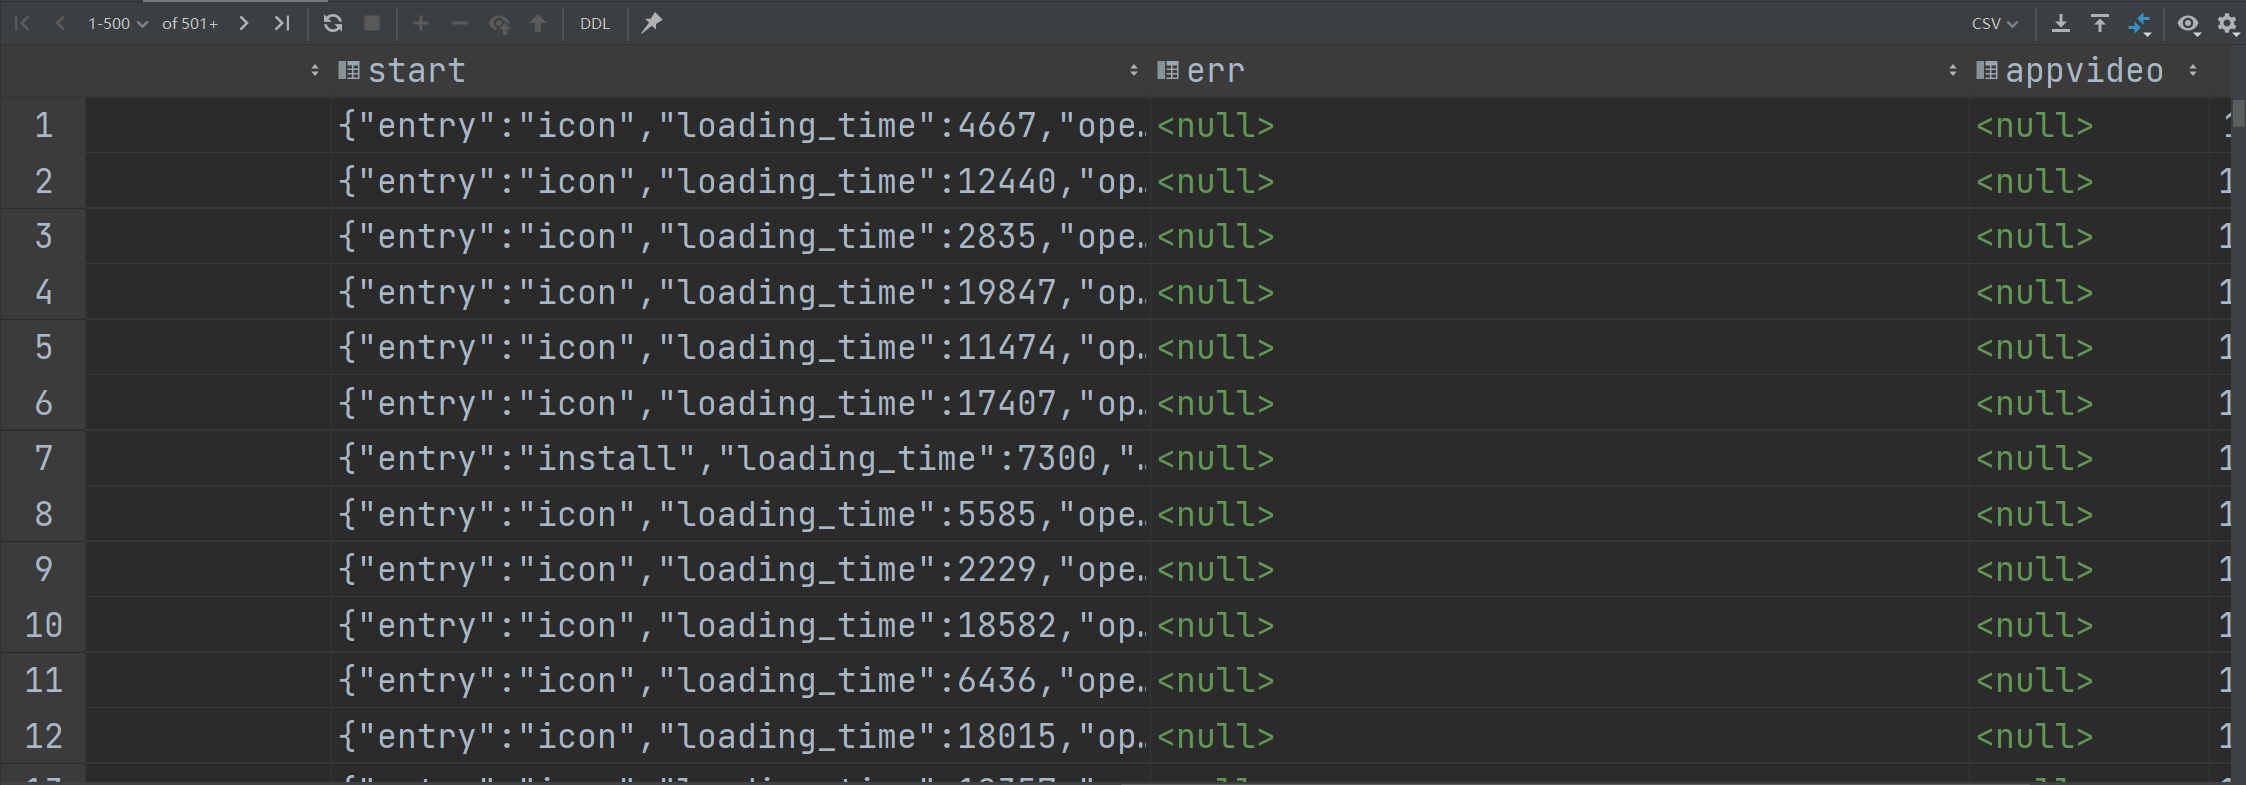 1-500 of 501+ DDL CSV
start err appvideo
1 {"entry":"icon","loading_time":4667,"ope… <null> <null> 1
2 {"entry":"icon","loading_time":12440,"op… <null> <null> 1
3 {"entry":"icon","loading_time":2835,"ope… <null> <null> 1
4 {"entry":"icon","loading_time":19847,"op… <null> <null> 1
5 {"entry":"icon","loading_time":11474,"op… <null> <null> 1
6 {"entry":"icon","loading_time":17407,"op… <null> <null> 1
7 {"entry":"install","loading_time":7300,"… <null> <null> 1
8 {"entry":"icon","loading_time":5585,"ope… <null> <null> 1
9 {"entry":"icon","loading_time":2229,"ope… <null> <null> 1
10 {"entry":"icon","loading_time":18582,"op… <null> <null> 1
11 {"entry":"icon","loading_time":6436,"ope… <null> <null> 1
12 {"entry":"icon","loading_time":18015,"op… <null> <null> 1